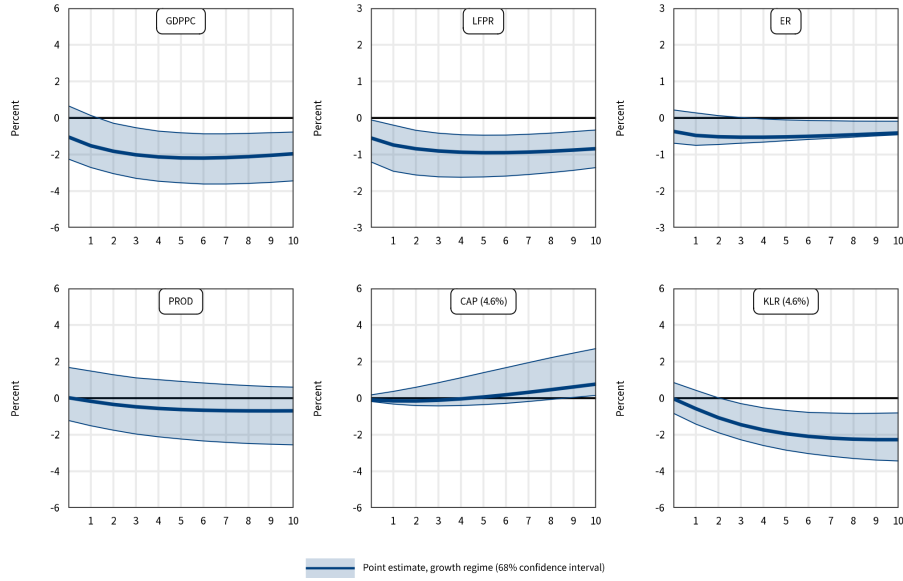 GDPPC
Percent
6
4
2
0
-2
-4
-6
1 2 3 4 5 6 7 8 9 10
LFPR
Percent
3
2
1
0
-1
-2
-3
1 2 3 4 5 6 7 8 9 10
ER
Percent
3
2
1
0
-1
-2
-3
1 2 3 4 5 6 7 8 9 10
PROD
Percent
6
4
2
0
-2
-4
-6
1 2 3 4 5 6 7 8 9 10
CAP (4.6%)
Percent
6
4
2
0
-2
-4
-6
1 2 3 4 5 6 7 8 9 10
KLR (4.6%)
Percent
6
4
2
0
-2
-4
-6
1 2 3 4 5 6 7 8 9 10
Point estimate, growth regime (68% confidence interval)